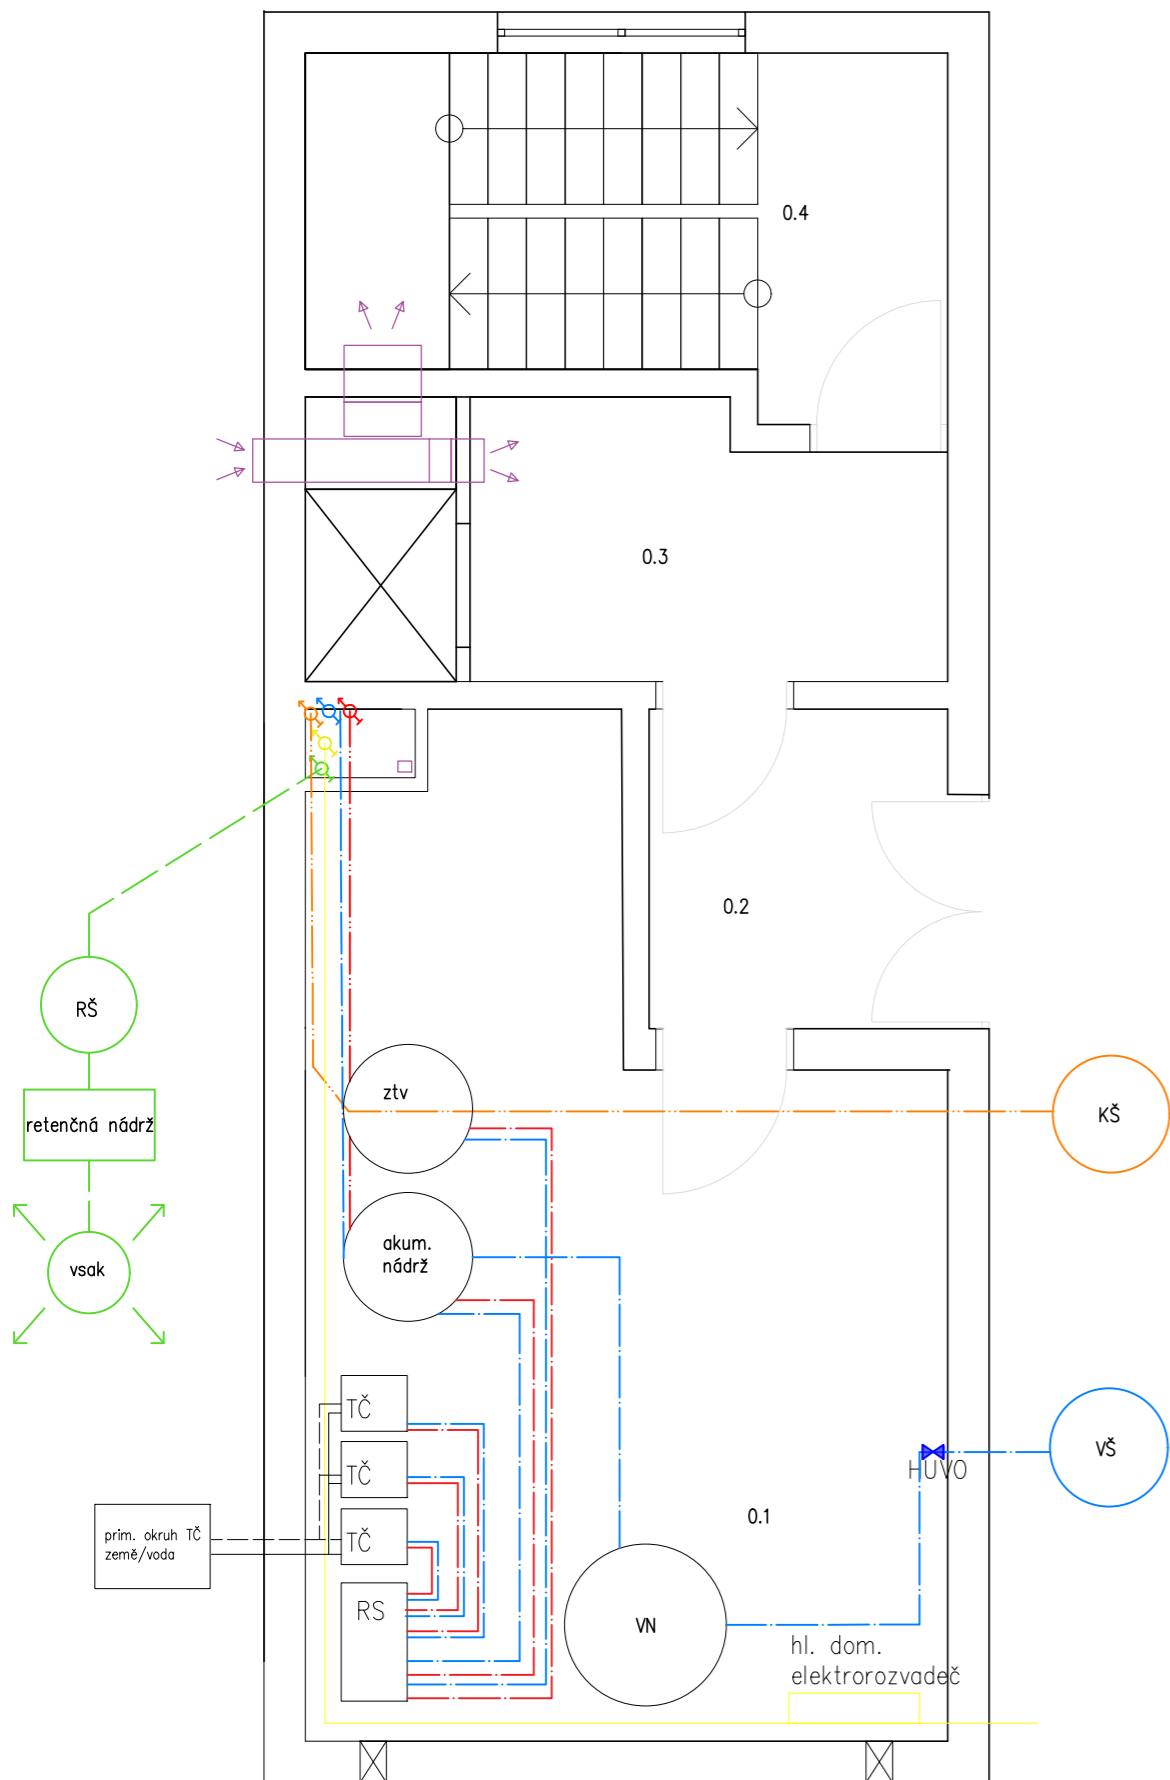 0.4
0.3
0.2
RŠ
ztv
retenčná nádrž
KŠ
akum.
nádrž
vsak
TČ
TČ
VŠ
HUVO
0.1
prim. okruh TČ
země/voda
TČ
RS
VN
hl. dom.
elektrorozvadeč